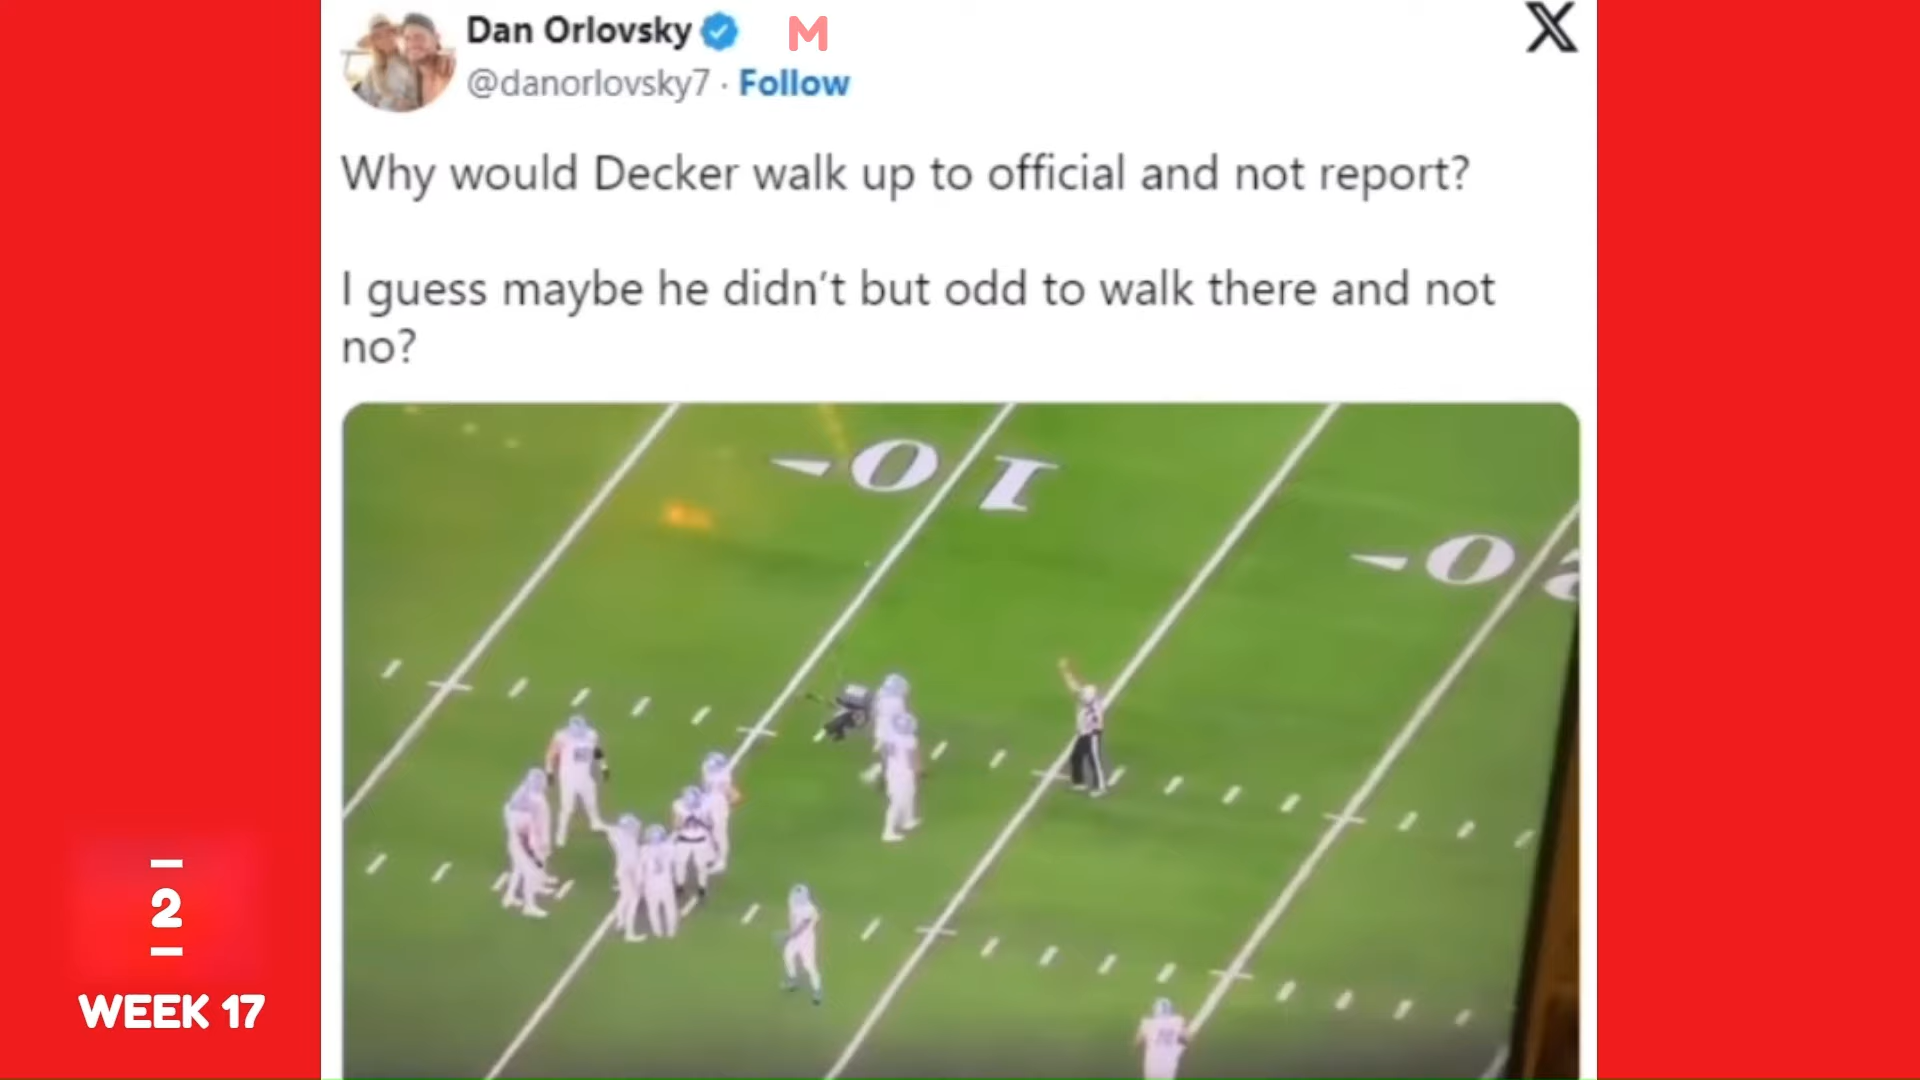 Dan Orlovsky M X
@danorlovsky7 · Follow
Why would Decker walk up to official and not report?
I guess maybe he didn't but odd to walk there and not
no?
10
20
2
WEEK 17